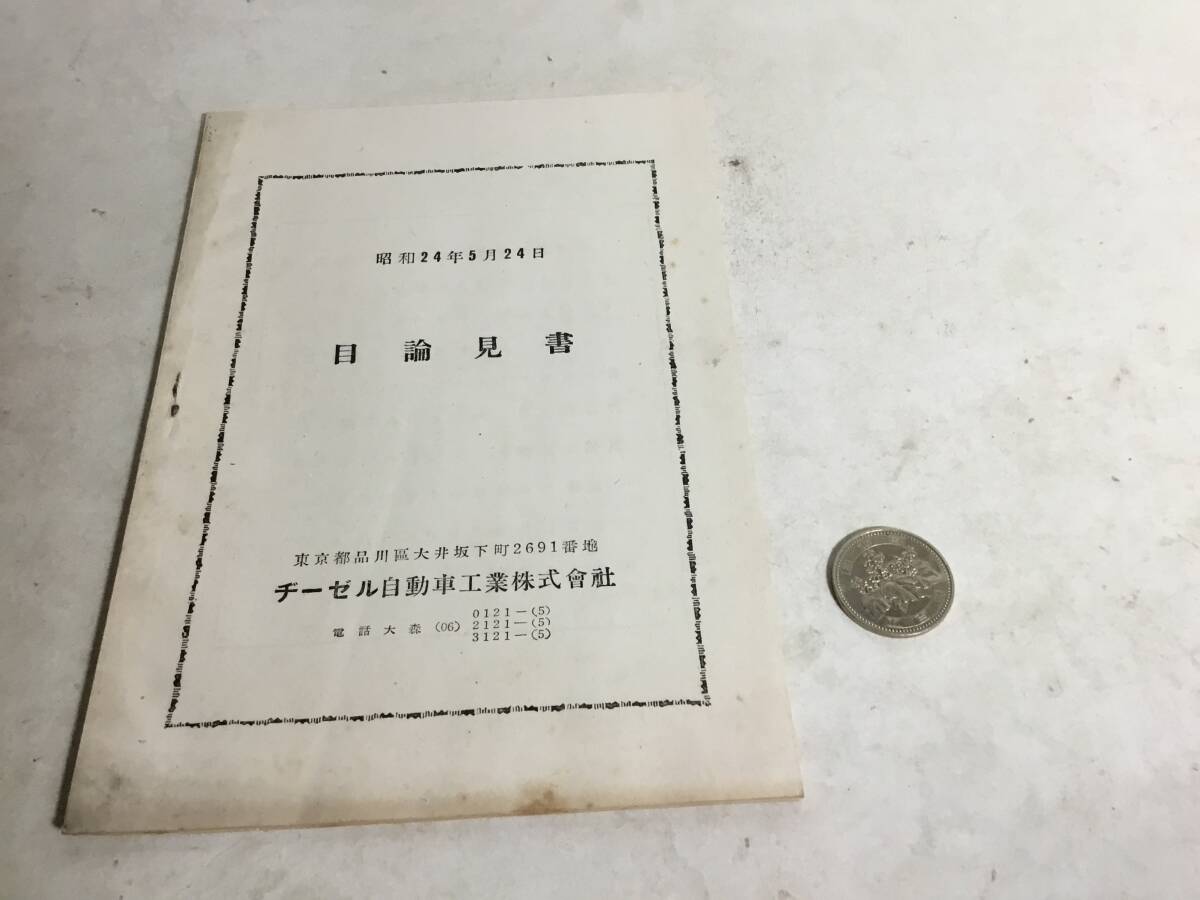 昭和24年5月24日
目論見書
東京都品川區大井坂下町2691番地
ヂーゼル自動車工業株式會社
電話大森(06) 0121―(5)
2121―(5)
3121―(5)